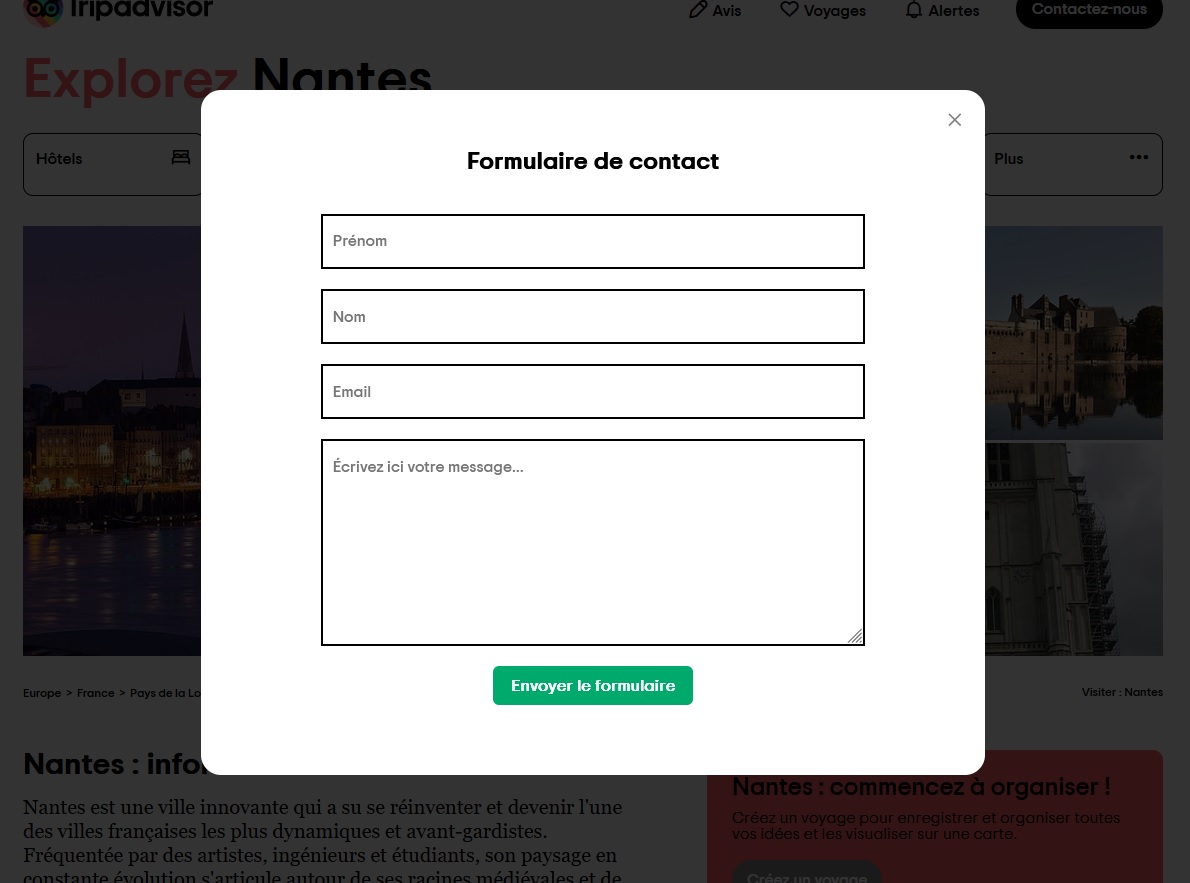 Tripadvisor
Avis
Voyages
Alertes
Contactez-nous
Explorez Nantes
Hôtels
Plus
Formulaire de contact
Prénom
Nom
Email
Écrivez ici votre message...
Envoyer le formulaire
Europe > France > Pays de la Lo
Visiter : Nantes
Nantes : infor
Nantes est une ville innovante qui a su se réinventer et devenir l'une
des villes françaises les plus dynamiques et avant-gardistes.
Fréquentée par des artistes, ingénieurs et étudiants, son paysage en
constante évolution s'articule autour de ses racines médiévales et de
Nantes : commencez à organiser !
Créez un voyage pour enregistrer et organiser toutes
vos idées et les visualiser sur une carte.
Créez un voyage